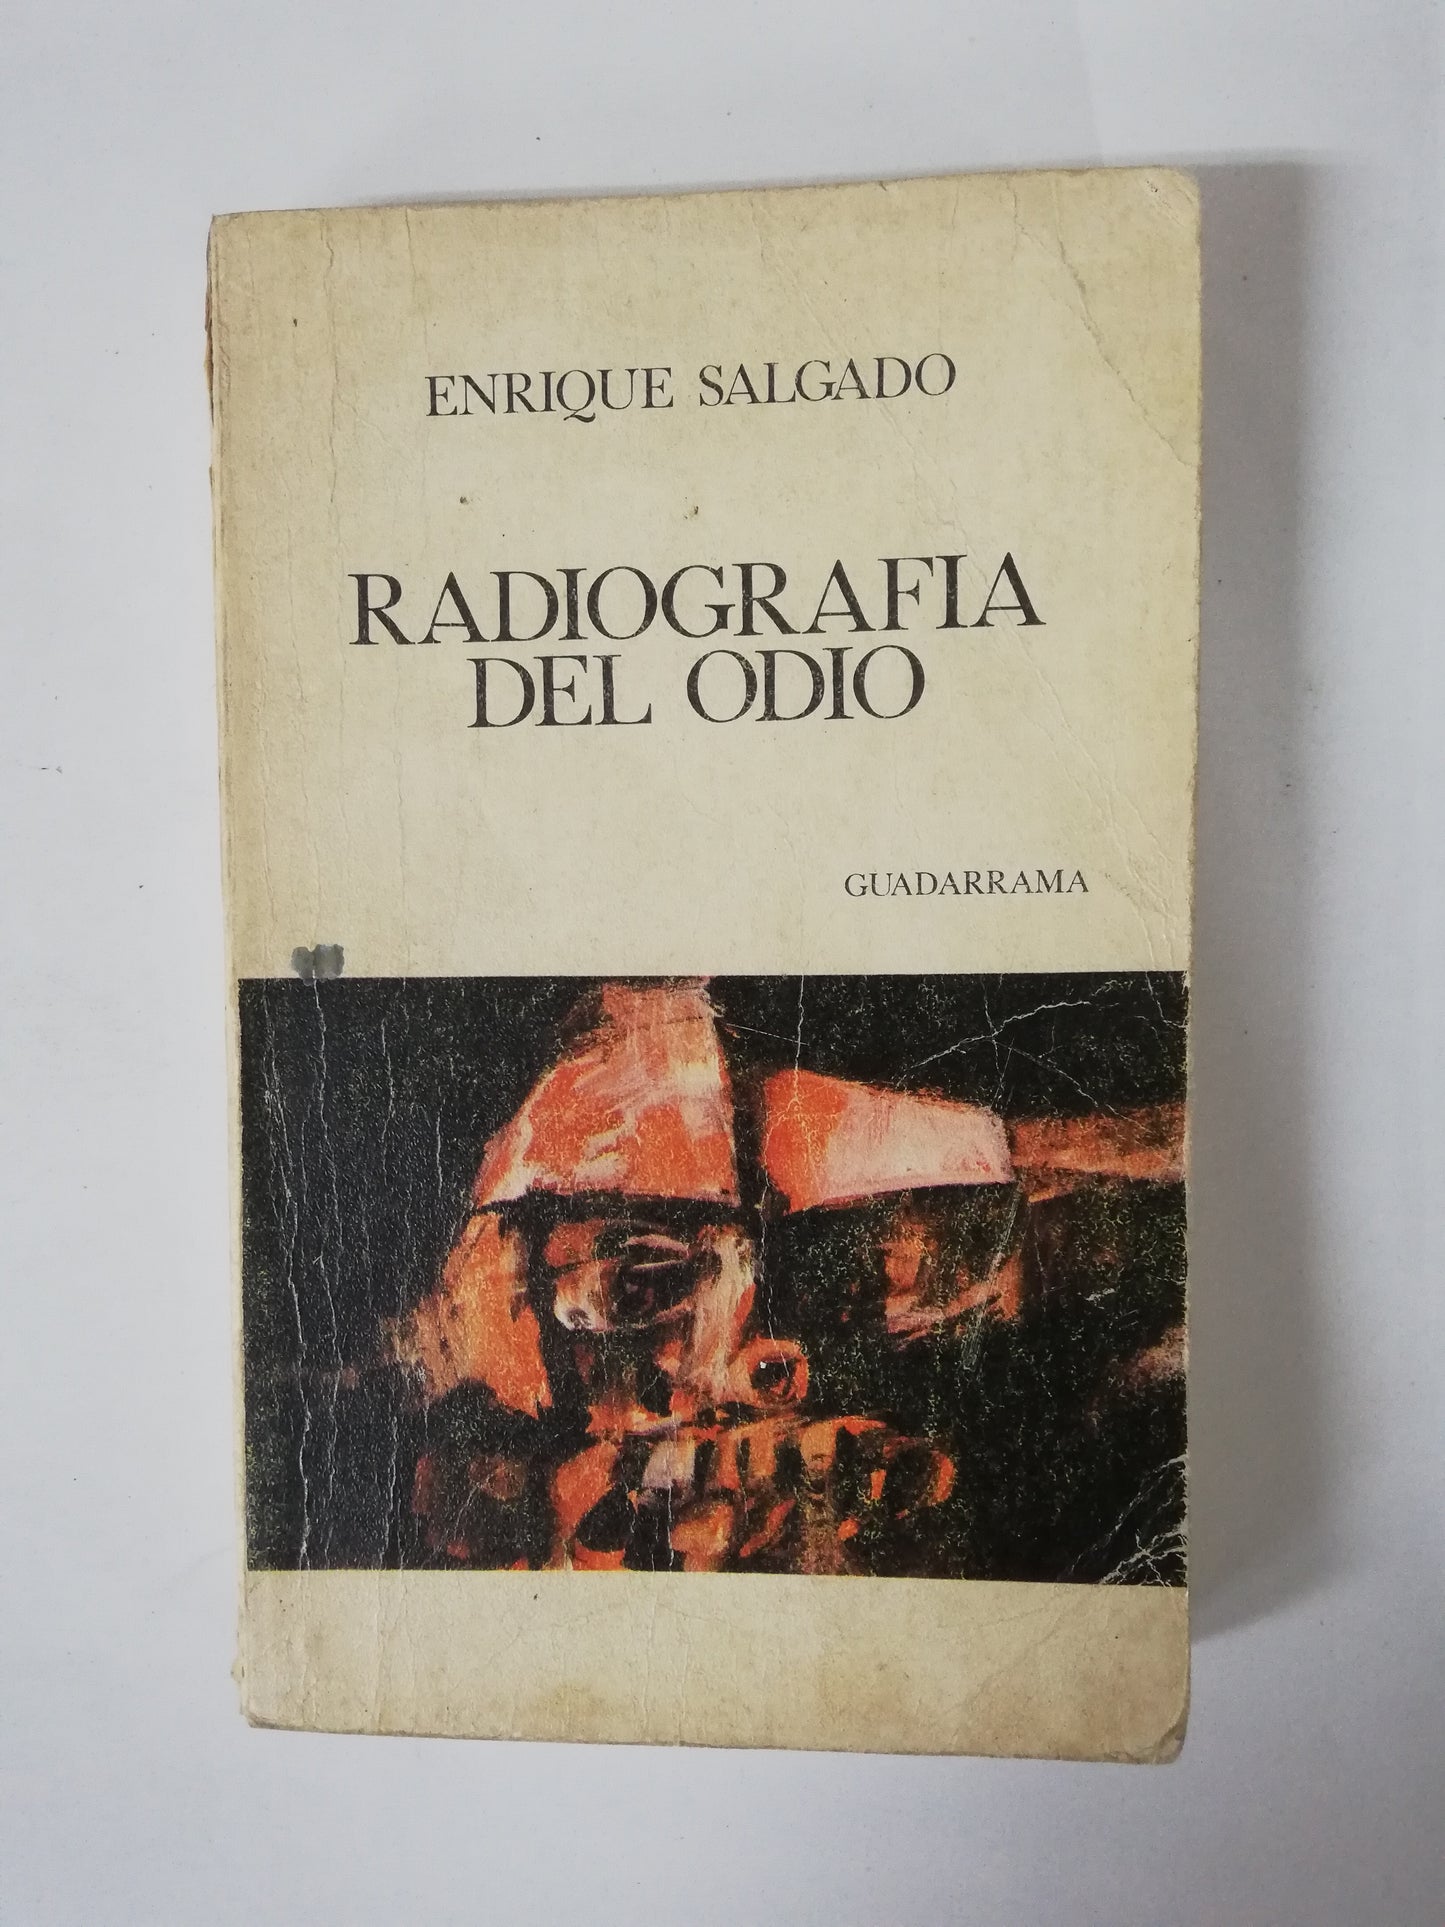 ENRIQUE SALGADO
RADIOGRAFIA
DEL ODIO
GUADARRAMA